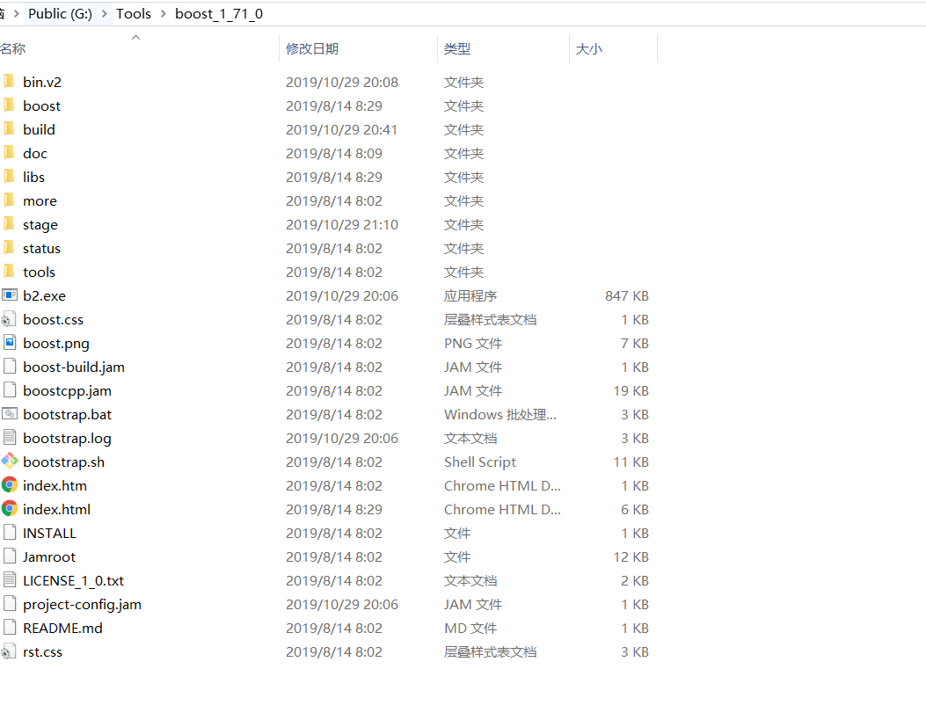 Public (G:) > Tools > boost_1_71_0
名称 修改日期 类型 大小
bin.v2 2019/10/29 20:08 文件夹
boost 2019/8/14 8:29 文件夹
build 2019/10/29 20:41 文件夹
doc 2019/8/14 8:09 文件夹
libs 2019/8/14 8:29 文件夹
more 2019/8/14 8:02 文件夹
stage 2019/10/29 21:10 文件夹
status 2019/8/14 8:02 文件夹
tools 2019/8/14 8:02 文件夹
b2.exe 2019/10/29 20:06 应用程序 847 KB
boost.css 2019/8/14 8:02 层叠样式表文档 1 KB
boost.png 2019/8/14 8:02 PNG 文件 7 KB
boost-build.jam 2019/8/14 8:02 JAM 文件 1 KB
boostcpp.jam 2019/8/14 8:02 JAM 文件 19 KB
bootstrap.bat 2019/8/14 8:02 Windows 批处理... 3 KB
bootstrap.log 2019/10/29 20:06 文本文档 3 KB
bootstrap.sh 2019/8/14 8:02 Shell Script 11 KB
index.htm 2019/8/14 8:02 Chrome HTML D... 1 KB
index.html 2019/8/14 8:29 Chrome HTML D... 6 KB
INSTALL 2019/8/14 8:02 文件 1 KB
Jamroot 2019/8/14 8:02 文件 12 KB
LICENSE_1_0.txt 2019/8/14 8:02 文本文档 2 KB
project-config.jam 2019/10/29 20:06 JAM 文件 1 KB
README.md 2019/8/14 8:02 MD 文件 1 KB
rst.css 2019/8/14 8:02 层叠样式表文档 3 KB